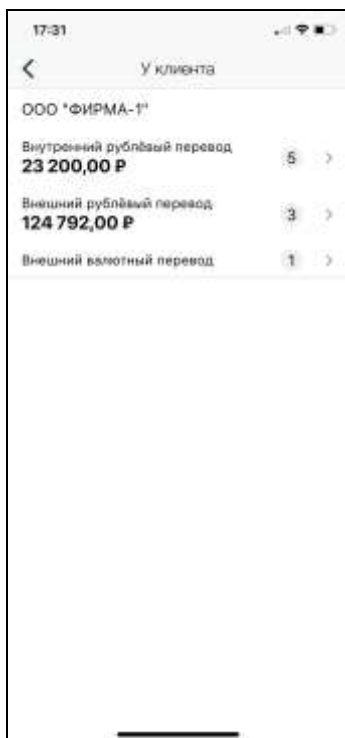 17:31
У клиента
ООО "ФИРМА-1"
Внутренний рублёвый перевод
23 200,00 ₽
5
Внешний рублёвый перевод
124 792,00 ₽
3
Внешний валютный перевод
1